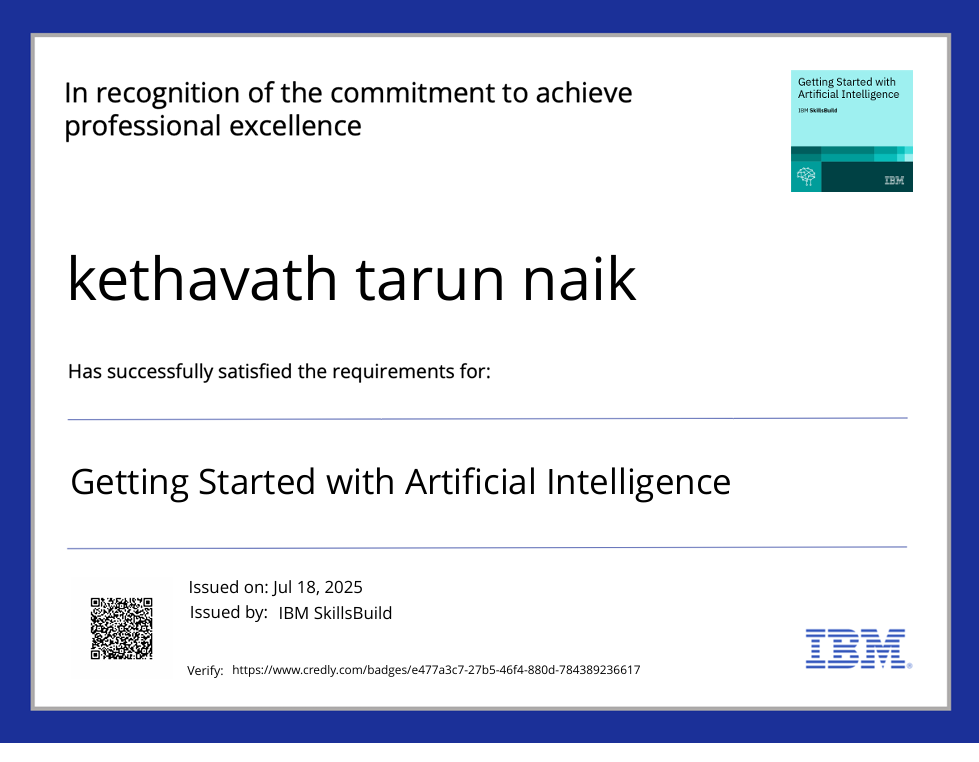 In recognition of the commitment to achieve
professional excellence
Getting Started with
Artificial Intelligence
IBM SkillsBuild
IBM
kethavath tarun naik
Has successfully satisfied the requirements for:
Getting Started with Artificial Intelligence
Issued on: Jul 18, 2025
Issued by: IBM SkillsBuild
Verify: https://www.credly.com/badges/e477a3c7-27b5-46f4-880d-784389236617
IBM®